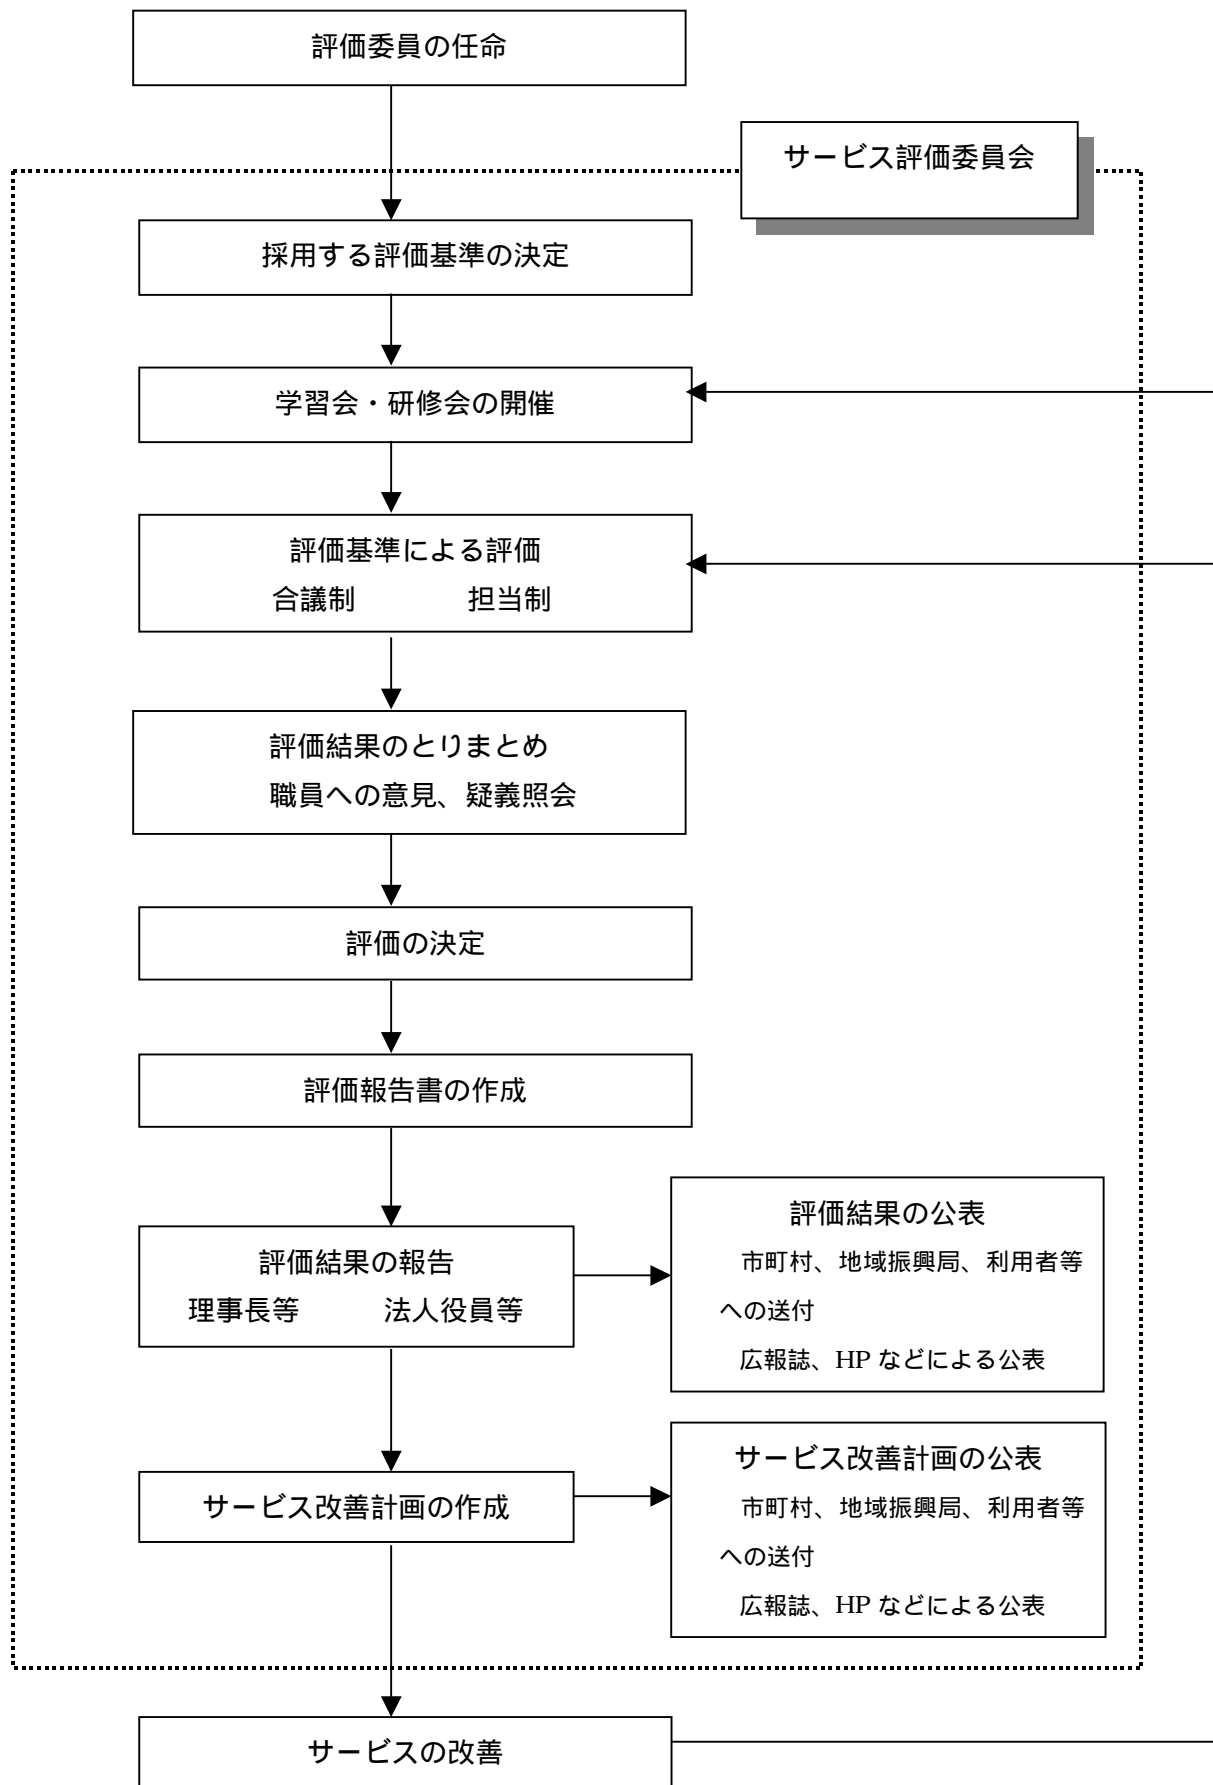 評価委員の任命
サービス評価委員会
採用する評価基準の決定
学習会・研修会の開催
評価基準による評価
合議制　　　　担当制
評価結果のとりまとめ
職員への意見、疑義照会
評価の決定
評価報告書の作成
評価結果の報告
理事長等　　　法人役員等
評価結果の公表
市町村、地域振興局、利用者等
への送付
広報誌、HP などによる公表
サービス改善計画の作成
サービス改善計画の公表
市町村、地域振興局、利用者等
への送付
広報誌、HP などによる公表
サービスの改善